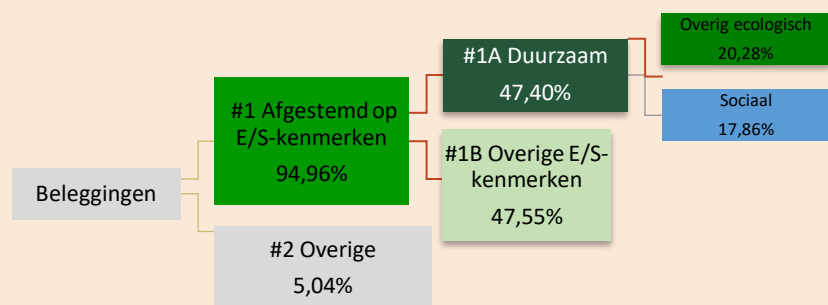 Beleggingen
#1 Afgestemd op
E/S-kenmerken
94,96%
#2 Overige
5,04%
#1A Duurzaam
47,40%
#1B Overige E/S-
kenmerken
47,55%
Overig ecologisch
20,28%
Sociaal
17,86%